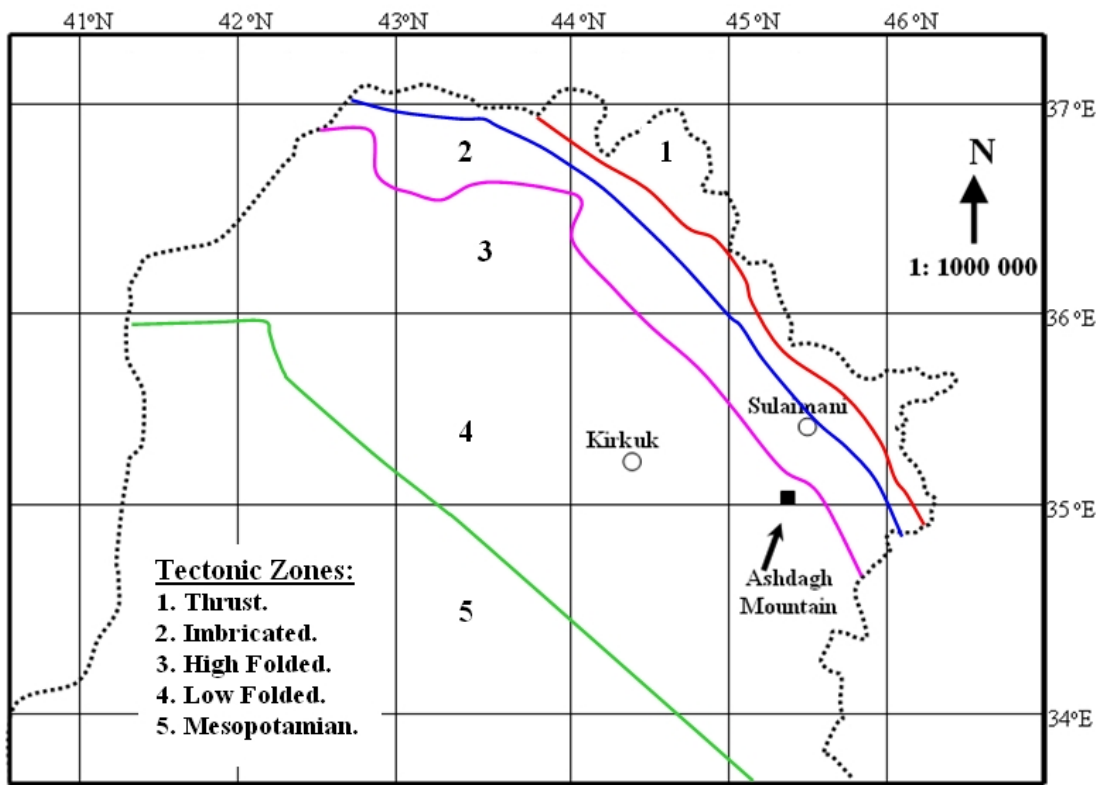 41°N 42°N 43°N 44°N 45°N 46°N
37°E
2
1
N
3
1: 1000 000
36°E
Sulaimani
4
Kirkuk
35°E
Tectonic Zones:
1. Thrust.
2. Imbricated.
3. High Folded.
4. Low Folded.
5. Mesopotamian.
Ashdagh
Mountain
5
34°E